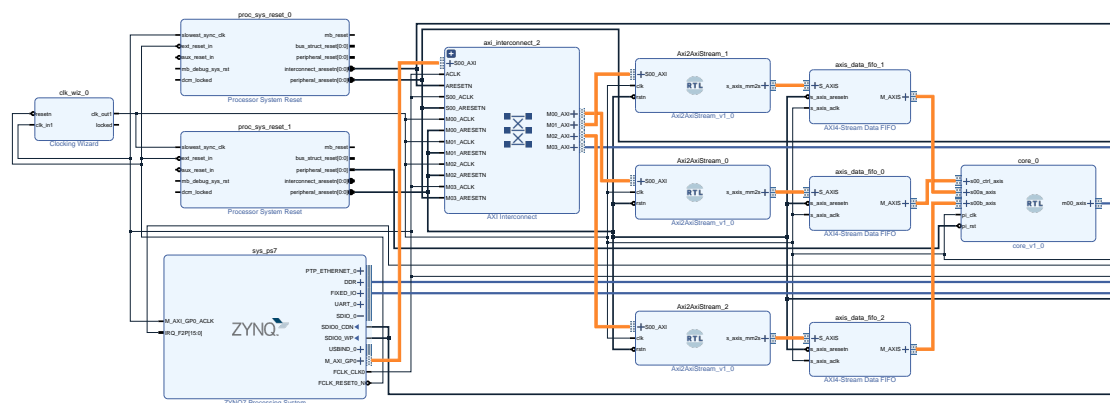 proc_sys_reset_0
slowest_sync_clk
ext_reset_in
aux_reset_in
mb_debug_sys_rst
dcm_locked
mb_reset
bus_struct_reset[0:0]
peripheral_reset[0:0]
interconnect_aresetn[0:0]
peripheral_aresetn[0:0]
Processor System Reset
clk_wiz_0
resetn
clk_in1
clk_out1
locked
Clocking Wizard
proc_sys_reset_1
slowest_sync_clk
ext_reset_in
aux_reset_in
mb_debug_sys_rst
dcm_locked
mb_reset
bus_struct_reset[0:0]
peripheral_reset[0:0]
interconnect_aresetn[0:0]
peripheral_aresetn[0:0]
Processor System Reset
sys_ps7
M_AXI_GP0_ACLK
IRQ_F2P[15:0]
ZYNQ
PTP_ETHERNET_0
DDR
FIXED_IO
UART_0
SDIO_0
SDIO0_CDN
SDIO0_WP
USBIND_0
M_AXI_GP0
FCLK_CLK0
FCLK_RESET0_N
ZYNQ7 Processing System
axi_interconnect_2
S00_AXI
ACLK
ARESETN
S00_ACLK
S00_ARESETN
M00_ACLK
M00_ARESETN
M01_ACLK
M01_ARESETN
M02_ACLK
M02_ARESETN
M03_ACLK
M03_ARESETN
M00_AXI
M01_AXI
M02_AXI
M03_AXI
AXI Interconnect
Axi2AxiStream_1
S00_AXI
clk
rstn
RTL
s_axis_mm2s
Axi2AxiStream_v1_0
axis_data_fifo_1
S_AXIS
s_axis_aresetn
s_axis_aclk
M_AXIS
AXI4-Stream Data FIFO
Axi2AxiStream_0
S00_AXI
clk
rstn
RTL
s_axis_mm2s
Axi2AxiStream_v1_0
axis_data_fifo_0
S_AXIS
s_axis_aresetn
s_axis_aclk
M_AXIS
AXI4-Stream Data FIFO
core_0
s00_ctrl_axis
s00a_axis
s00b_axis
pi_clk
pi_rst
RTL
m00_axis
core_v1_0
Axi2AxiStream_2
S00_AXI
clk
rstn
RTL
s_axis_mm2s
Axi2AxiStream_v1_0
axis_data_fifo_2
S_AXIS
s_axis_aresetn
s_axis_aclk
M_AXIS
AXI4-Stream Data FIFO